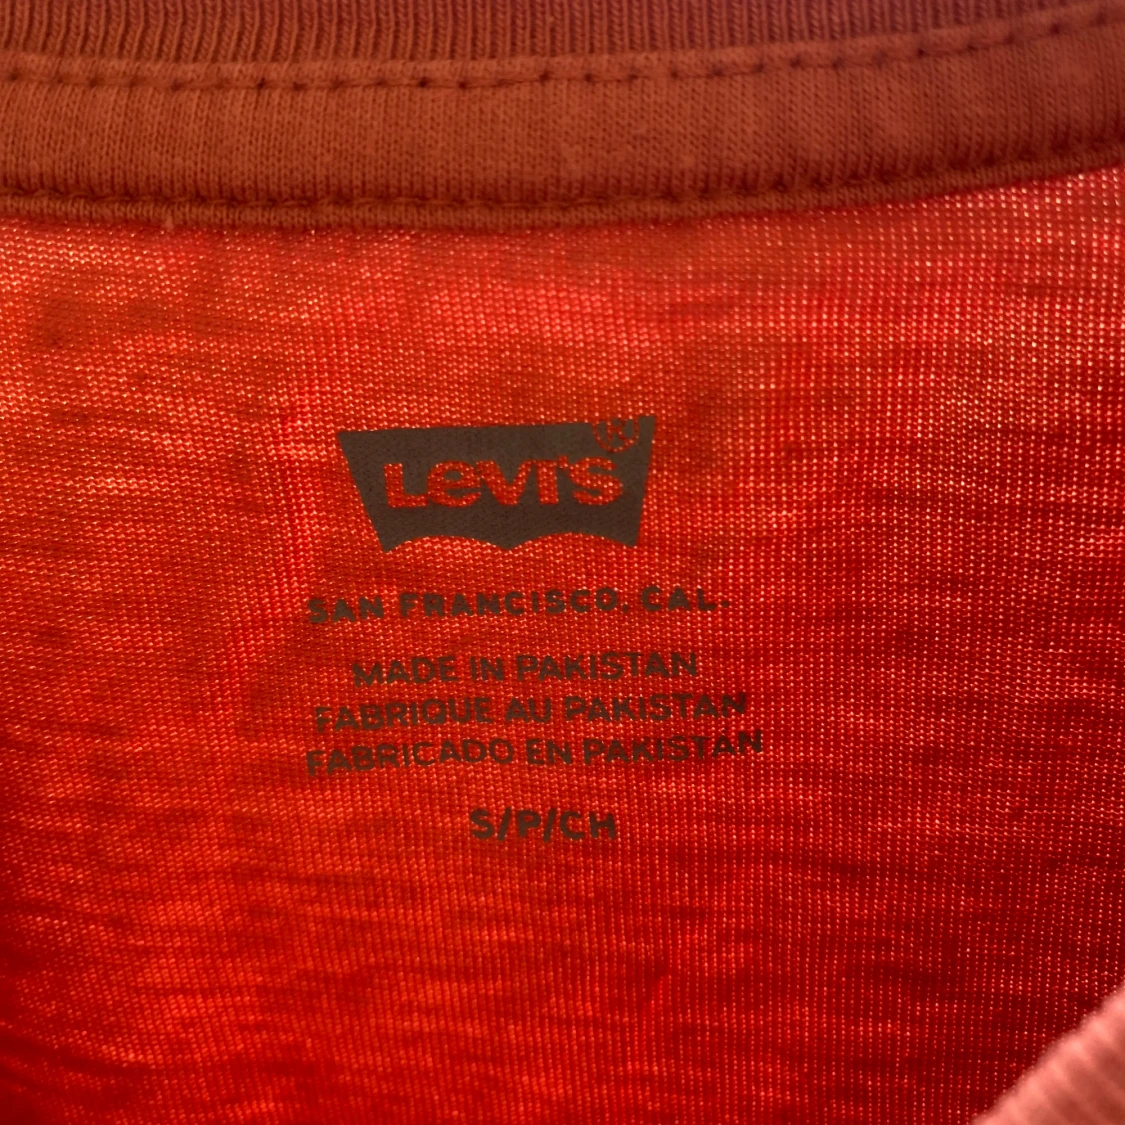 LEVI'S®
SAN FRANCISCO, CAL.
MADE IN PAKISTAN
FABRIQUE AU PAKISTAN
FABRICADO EN PAKISTAN
S/P/CH